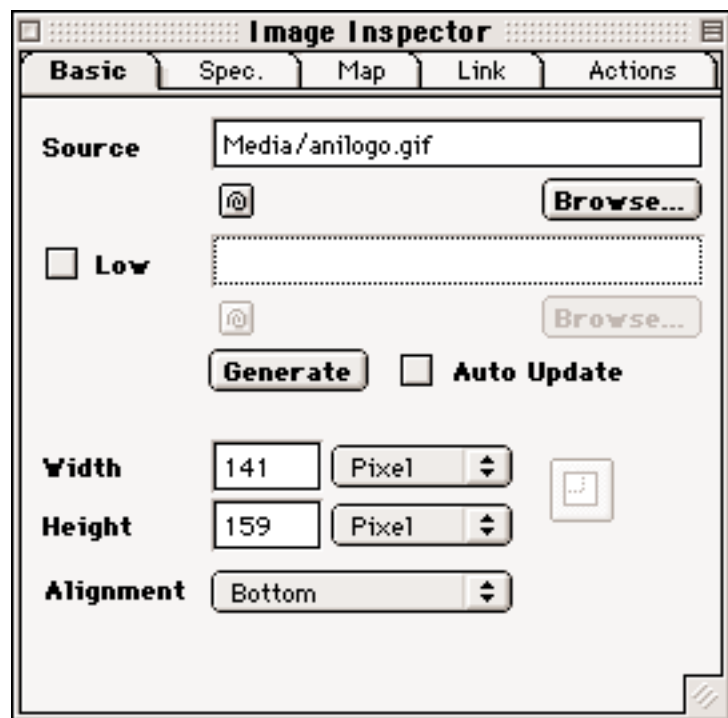 Image Inspector
Basic Spec. Map Link Actions
Source Media/anilogo.gif
Browse...
Low
Browse...
Generate Auto Update
Width 141 Pixel
Height 159 Pixel
Alignment Bottom